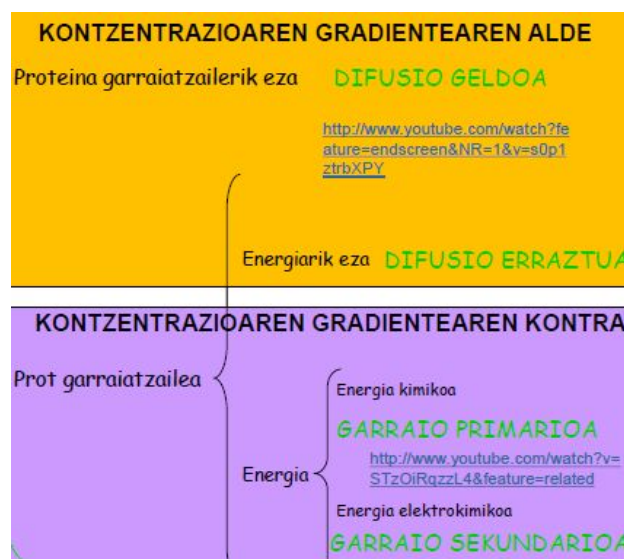 KONTZENTRAZIOAREN GRADIENTEAREN ALDE
Proteina garraiatzailerik eza DIFUSIO GELDOA
http://www.youtube.com/watch?fe
ature=endscreen&NR=1&v=s0p1
ztrbXPY
Energiarik eza DIFUSIO ERRAZTUA
KONTZENTRAZIOAREN GRADIENTEAREN KONTRA
Prot garraiatzailea
Energia kimikoa
GARRAIO PRIMARIOA
http://www.youtube.com/watch?v=
STzOiRqzzL4&feature=related
Energia
Energia elektrokimikoa
GARRAIO SEKUNDARIOA